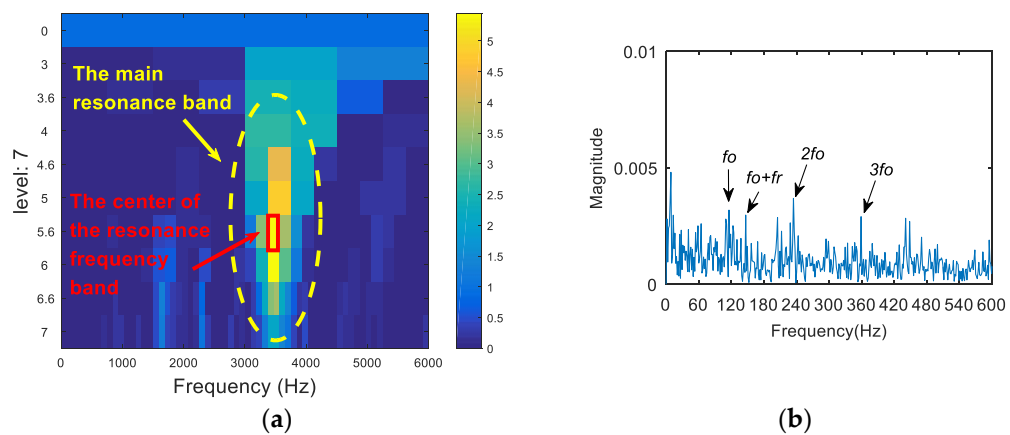 0
3
3.6
4
4.6
5
5.6
6
6.6
7
level: 7
The main
resonance band
The center of
the resonance
frequency
band
0 1000 2000 3000 4000 5000 6000
Frequency (Hz)
5
4.5
4
3.5
3
2.5
2
1.5
1
0.5
0
(a)
0.01
0.005
0
Magnitude
fo
fo+fr
2fo
3fo
0 60 120 180 240 300 360 420 480 540 600
Frequency(Hz)
(b)